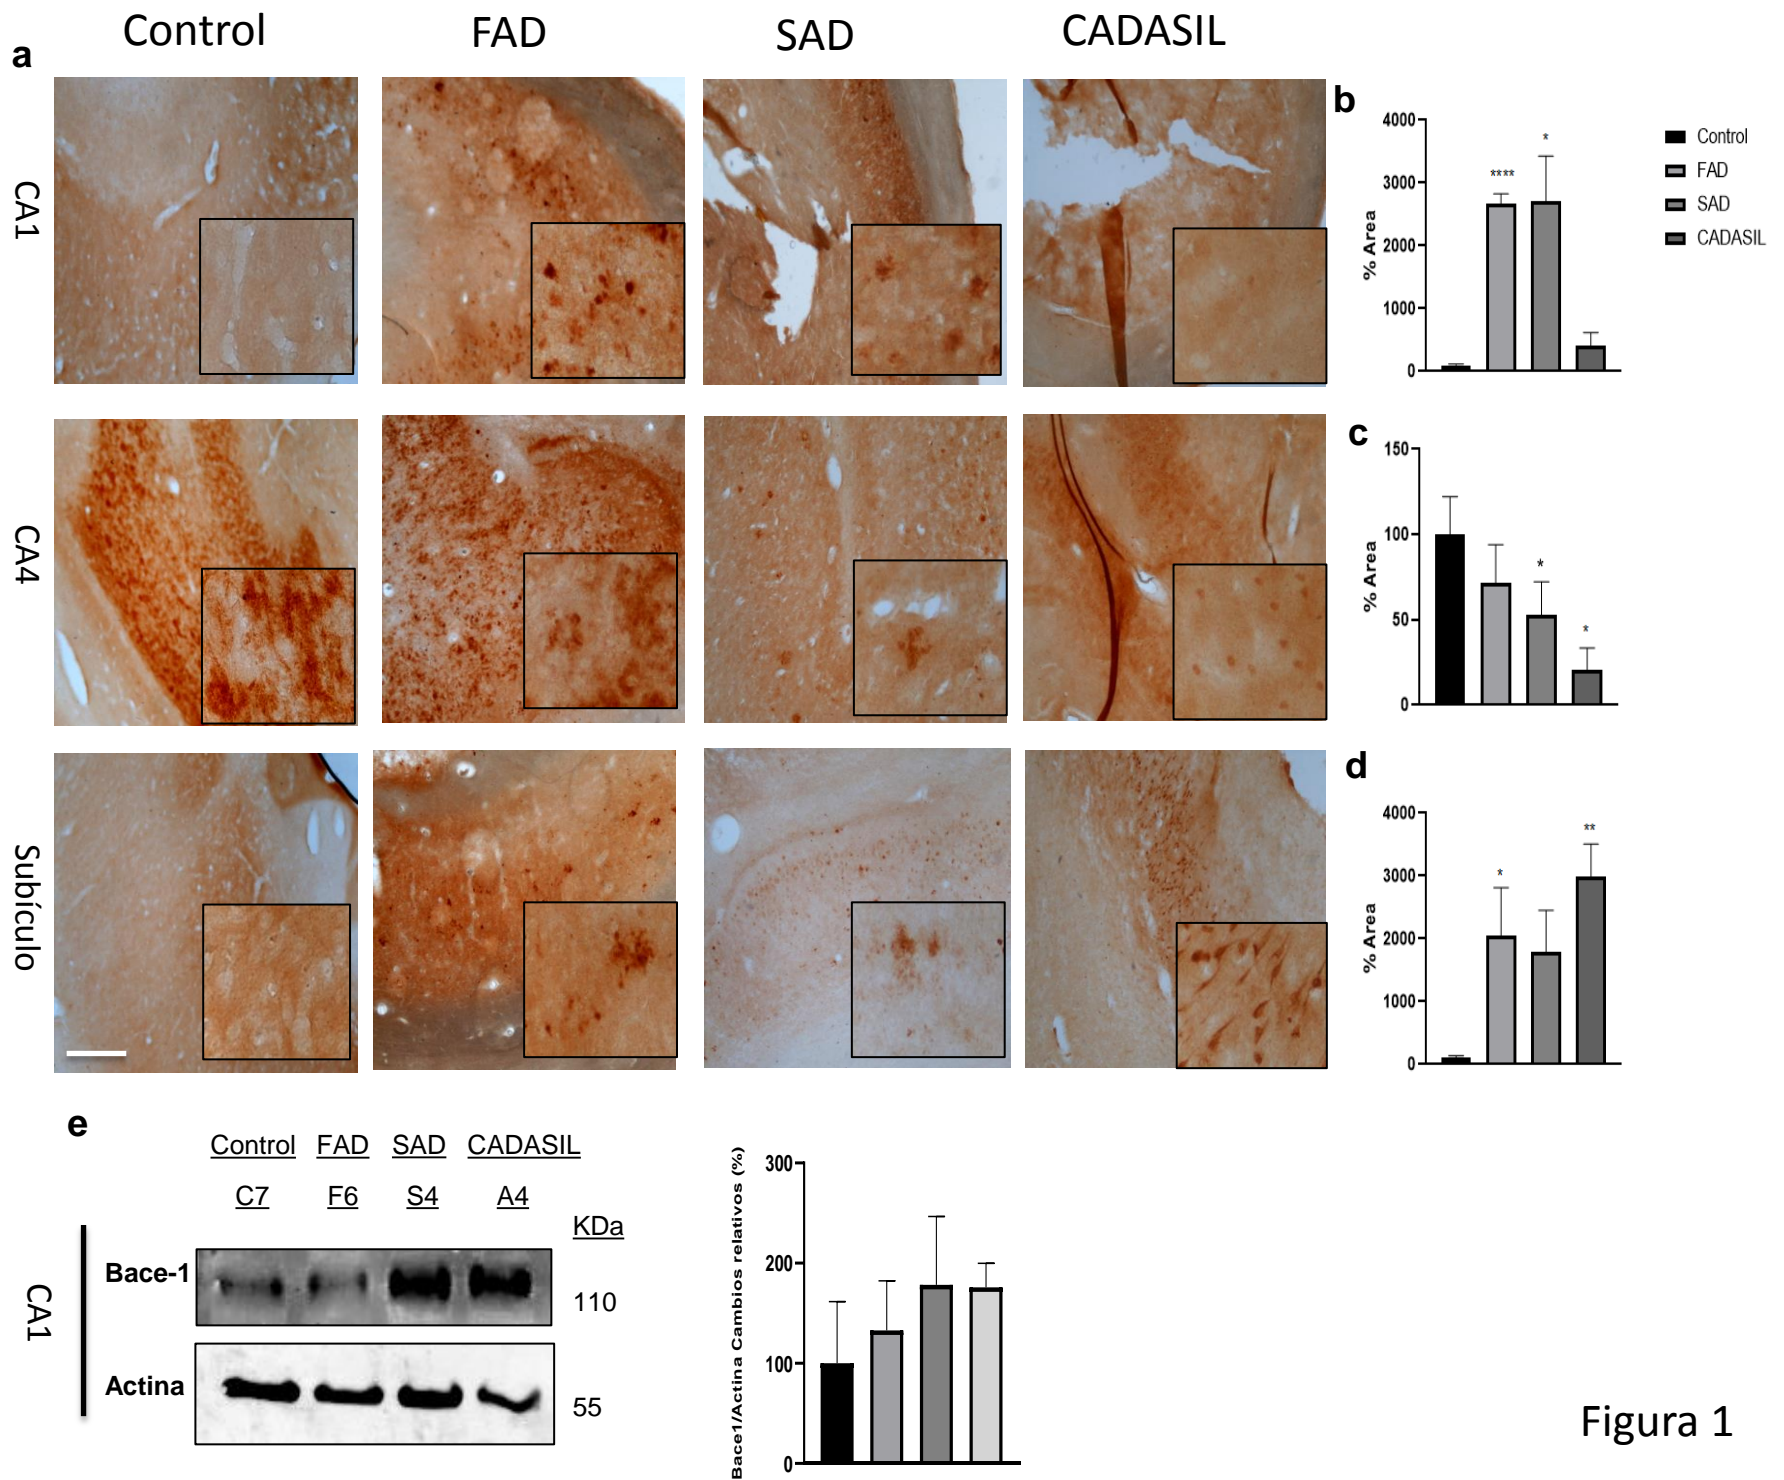 Control FAD SAD CADASIL
a
CA1
CA4
Subículo
b
4000
3000
2000
1000
0
% Area
****
*
Control
FAD
SAD
CADASIL
c
150
100
50
0
% Area
*
*
d
4000
3000
2000
1000
0
% Area
*
**
e
Control FAD SAD CADASIL
C7 F6 S4 A4
KDa
CA1
Bace-1
110
Actina
55
Bace1/Actina Cambios relativos (%)
300
200
100
0
Figura 1